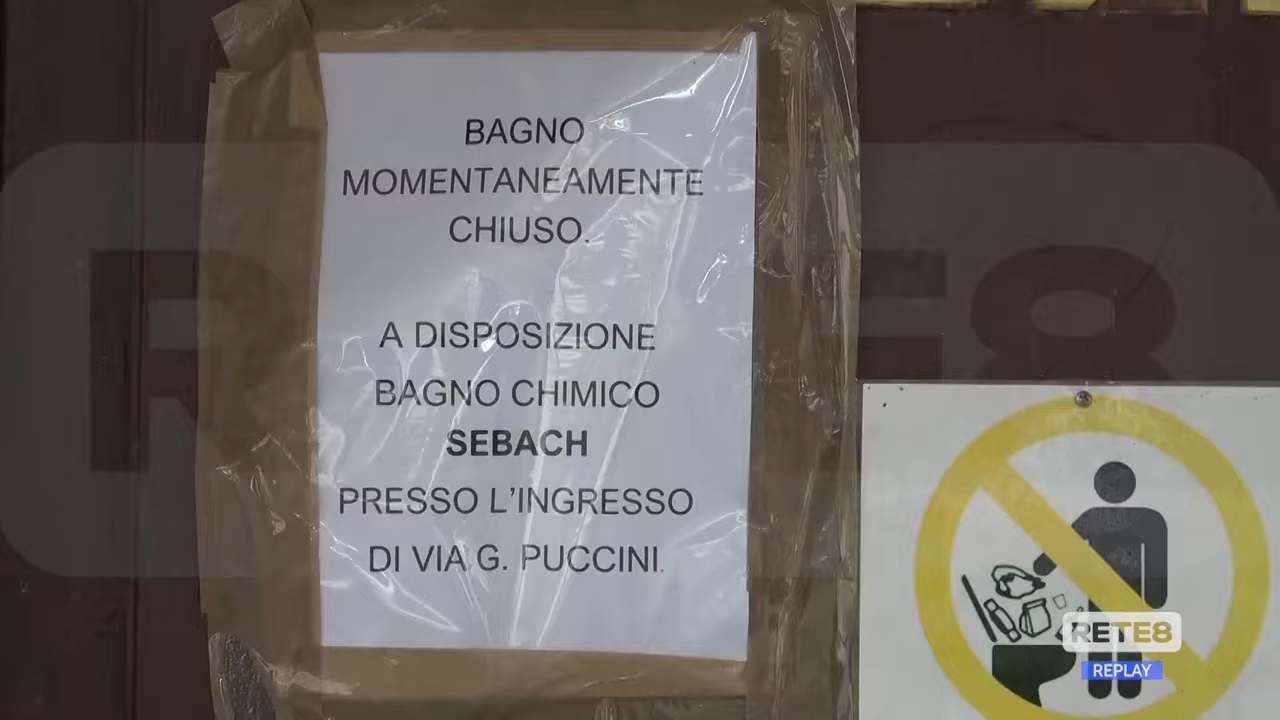 BAGNO
MOMENTANEAMENTE
CHIUSO.
A DISPOSIZIONE
BAGNO CHIMICO
SEBACH
PRESSO L'INGRESSO
DI VIA G. PUCCINI.
RETE8
REPLAY